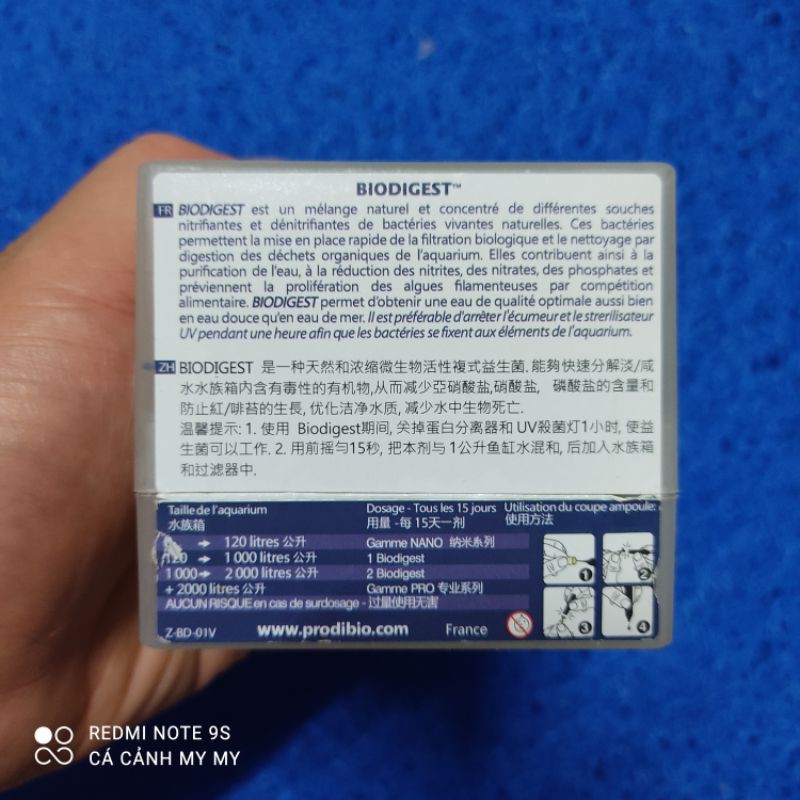 BIODIGEST™
FR BIODIGEST est un mélange naturel et concentré de différentes souches
nitrifiantes et dénitrifiantes de bactéries vivantes naturelles. Ces bactéries
permettent la mise en place rapide de la filtration biologique et le nettoyage par
digestion des déchets organiques de l'aquarium. Elles contribuent ainsi à la
purification de l'eau, à la réduction des nitrites, des nitrates, des phosphates et
préviennent la prolifération des algues filamenteuses par compétition
alimentaire. BIODIGEST permet d'obtenir une eau de qualité optimale aussi bien
en eau douce qu'en eau de mer. Il est préférable d'arrêter l'écumeur et le strerilisateur
UV pendant une heure afin que les bactéries se fixent aux éléments de l'aquarium.
ZH BIODIGEST 是一种天然和浓缩微生物活性複式益生菌. 能夠快速分解淡/咸
水水族箱内含有毒性的有机物,从而减少亞硝酸盐,硝酸盐, 磷酸盐的含量和
防止紅/啡苔的生長, 优化洁净水质, 减少水中生物死亡.
温馨提示: 1. 使用 Biodigest期间, 关掉蛋白分离器和 UV殺菌灯1小时, 使益
生菌可以工作. 2. 用前摇匀15秒, 把本剂与 1公升鱼缸水混和, 后加入水族箱
和过滤器中.
Taille de l'aquarium Dosage - Tous les 15 jours Utilisation du coupe ampoule:
水族箱 用量 -每 15天一剂 使用方法
➔ 120 litres 公升 Gamme NANO 纳米系列
120 ➔ 1 000 litres 公升 1 Biodigest
1 000 ➔ 2 000 litres 公升 2 Biodigest
+ 2000 litres 公升 Gamme PRO 专业系列
AUCUN RISQUE en cas de surdosage - 过量使用无害
1 2 3 4
Z-BD-01V www.prodibio.com France
REDMI NOTE 9S
CÁ CẢNH MY MY